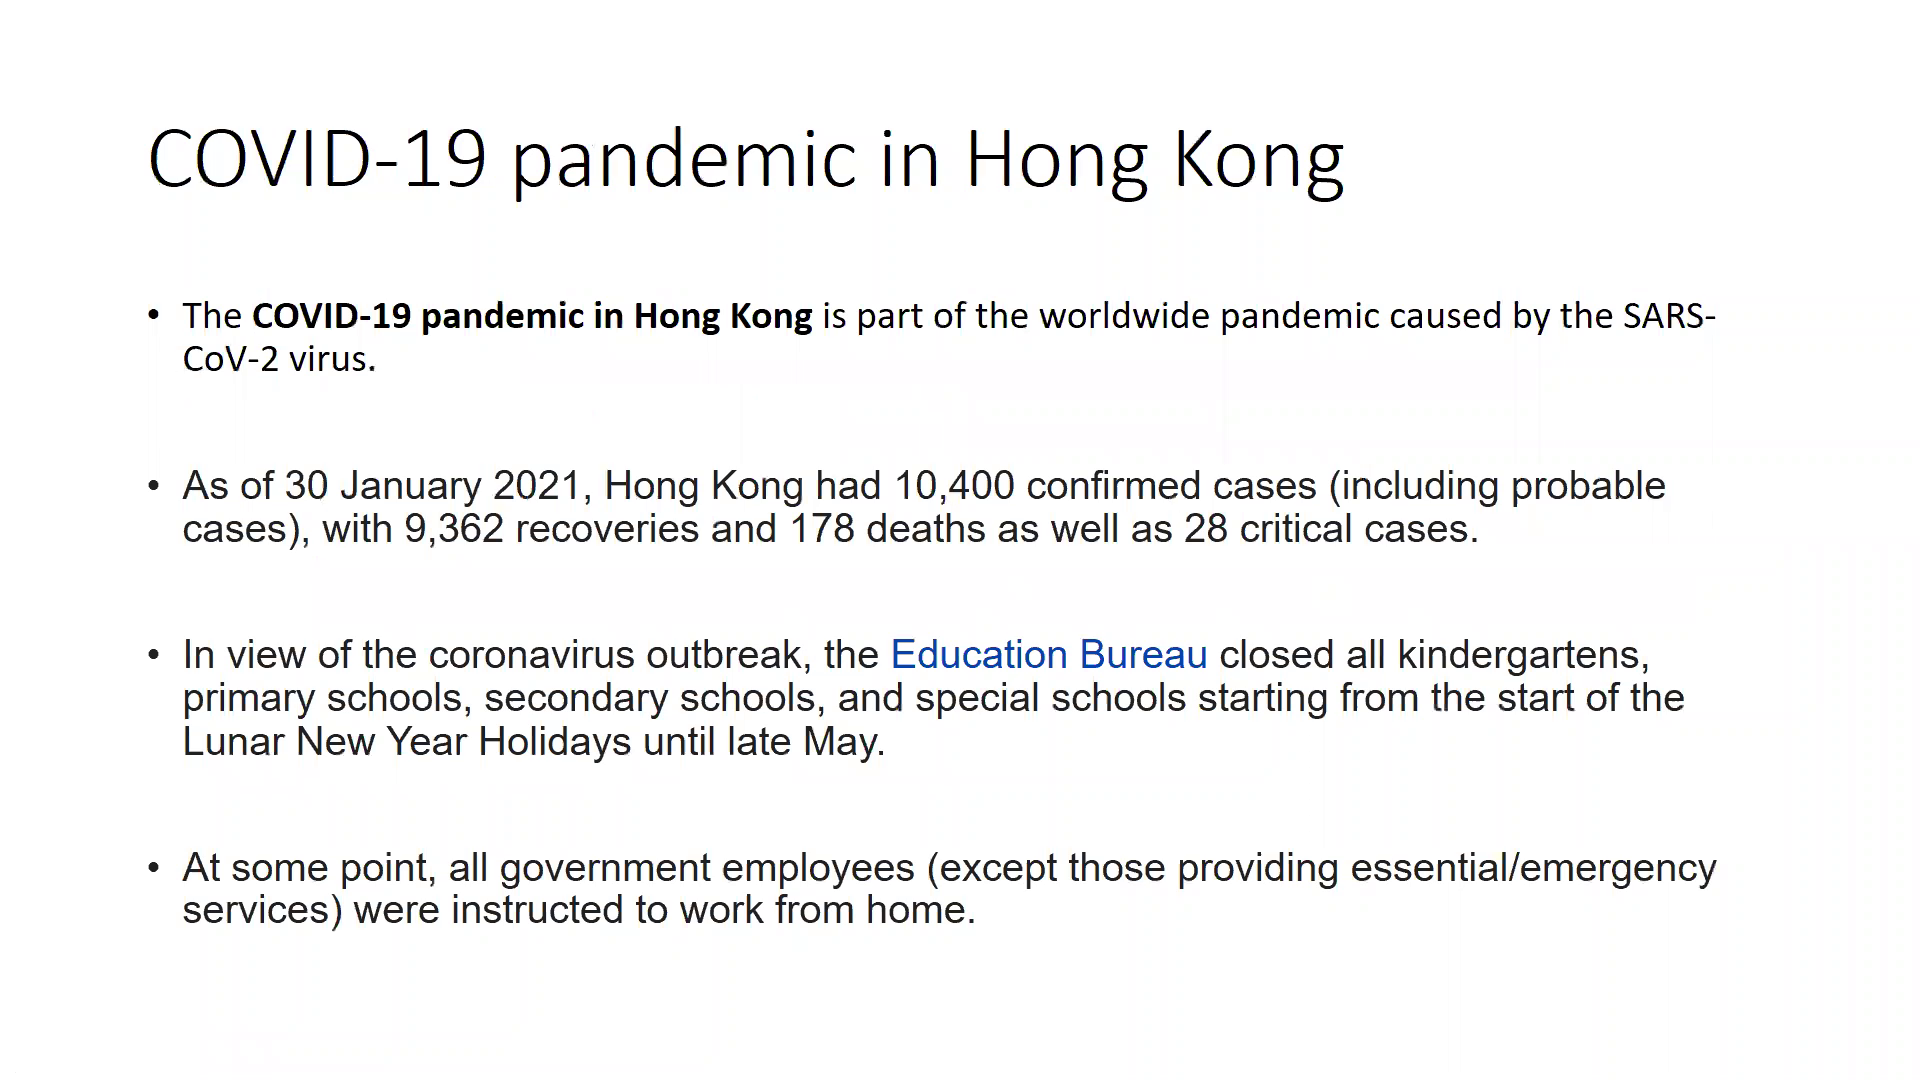 COVID-19 pandemic in Hong Kong
• The COVID-19 pandemic in Hong Kong is part of the worldwide pandemic caused by the SARS-
CoV-2 virus.
• As of 30 January 2021, Hong Kong had 10,400 confirmed cases (including probable
cases), with 9,362 recoveries and 178 deaths as well as 28 critical cases.
• In view of the coronavirus outbreak, the Education Bureau closed all kindergartens,
primary schools, secondary schools, and special schools starting from the start of the
Lunar New Year Holidays until late May.
• At some point, all government employees (except those providing essential/emergency
services) were instructed to work from home.